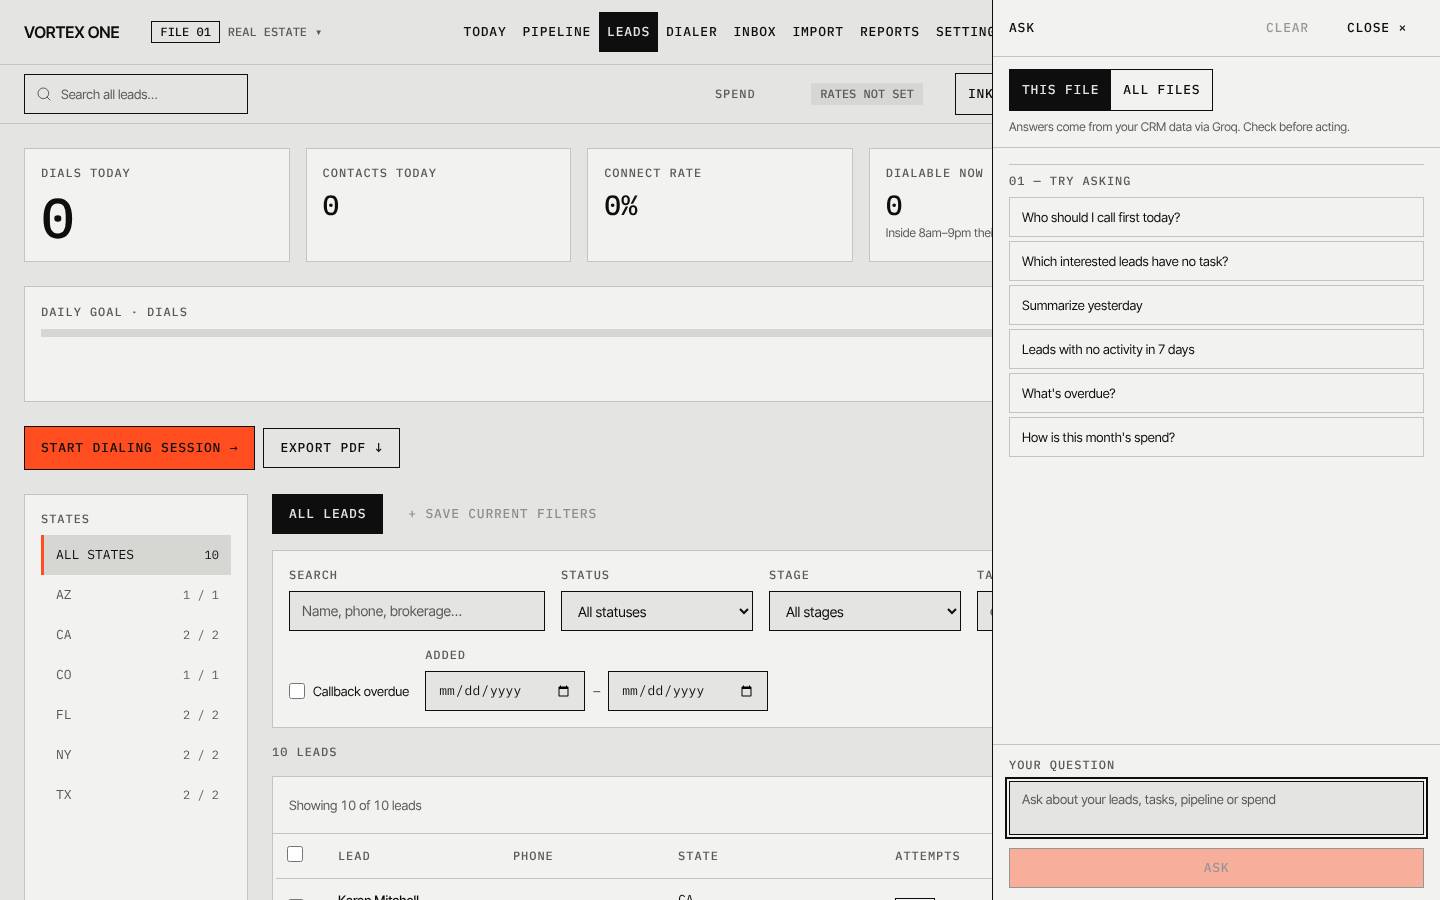 VORTEX ONE
FILE 01 REAL ESTATE ▾
TODAY PIPELINE LEADS DIALER INBOX IMPORT REPORTS
Search all leads...
SPEND RATES NOT SET
DIALS TODAY
0
CONTACTS TODAY
0
CONNECT RATE
0%
DIALABLE NOW
0
Inside 8am–9pm
DAILY GOAL · DIALS
START DIALING SESSION →
EXPORT PDF ↓
STATES
ALL STATES 10
AZ 1 / 1
CA 2 / 2
CO 1 / 1
FL 2 / 2
NY 2 / 2
TX 2 / 2
ALL LEADS
+ SAVE CURRENT FILTERS
SEARCH
Name, phone, brokerage...
STATUS
All statuses
STAGE
All stages
Callback overdue
ADDED
mm/dd/yyyy – mm/dd/yyyy
10 LEADS
Showing 10 of 10 leads
LEAD PHONE STATE ATTEMPTS
Karen Mitchell CA
ASK
CLEAR
CLOSE ×
THIS FILE ALL FILES
Answers come from your CRM data via Groq. Check before acting.
01 — TRY ASKING
Who should I call first today?
Which interested leads have no task?
Summarize yesterday
Leads with no activity in 7 days
What's overdue?
How is this month's spend?
YOUR QUESTION
Ask about your leads, tasks, pipeline or spend
ASK